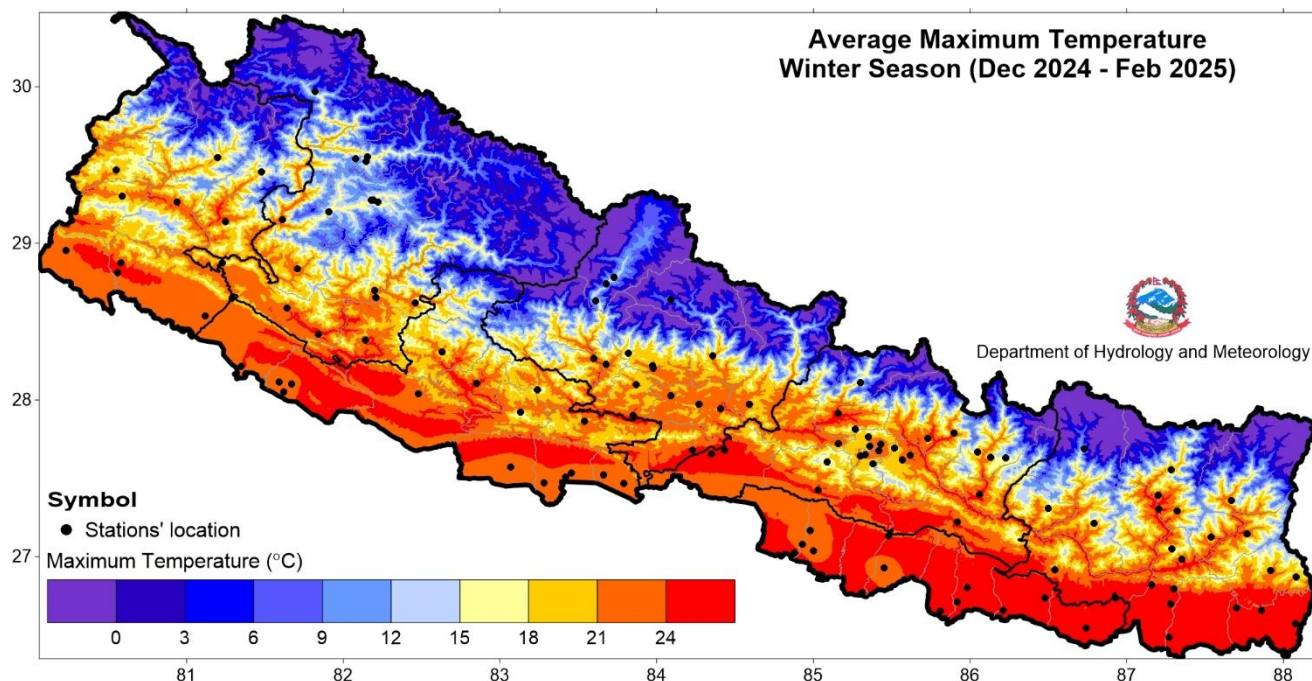 Average Maximum Temperature
Winter Season (Dec 2024 - Feb 2025)
30
29
28
27
Department of Hydrology and Meteorology
Symbol
Stations' location
Maximum Temperature (°C)
0 3 6 9 12 15 18 21 24
81 82 83 84 85 86 87 88